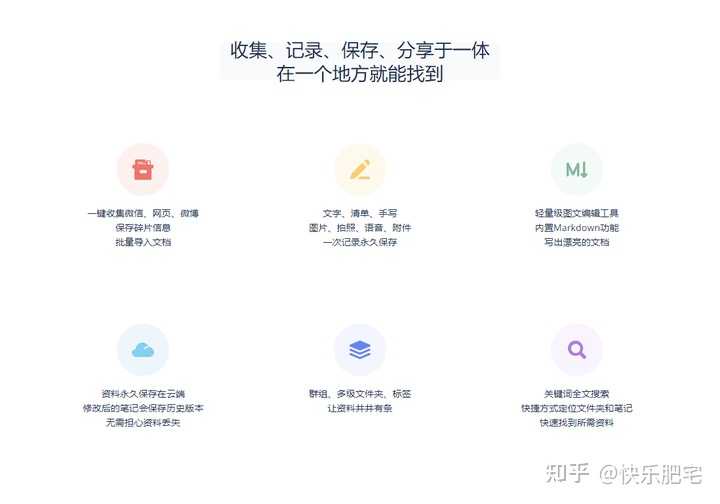 收集、记录、保存、分享于一体
在一个地方就能找到
一键收集微信、网页、微博
保存碎片信息
批量导入文档
文字、清单、手写
图片、拍照、语音、附件
一次记录永久保存
M↓
轻量级图文编辑工具
内置Markdown功能
写出漂亮的文档
资料永久保存在云端
修改后的笔记会保存历史版本
无需担心资料丢失
群组、多级文件夹、标签
让资料井井有条
关键词全文搜索
快捷方式定位文件夹和笔记
快速找到所需资料
知乎 @快乐肥宅